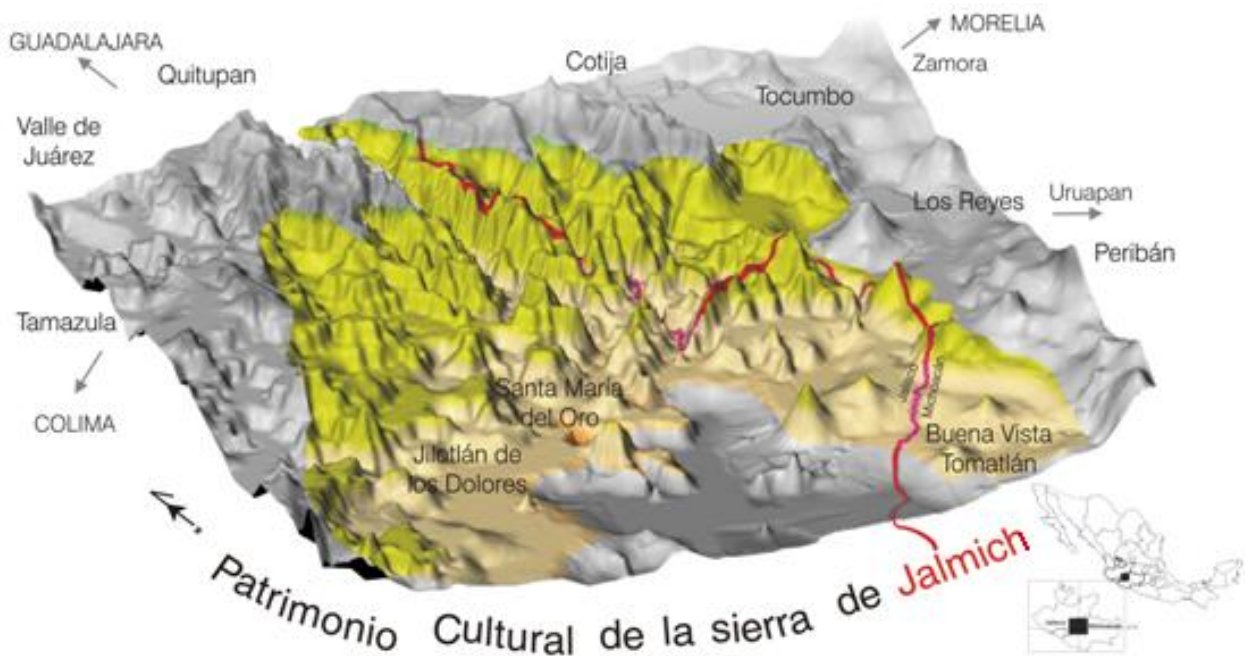 GUADALAJARA
Quitupan
Cotija
MORELIA
Zamora
Tocumbo
Valle de
Juárez
Los Reyes
Uruapan
Peribán
Tamazula
COLIMA
Jalisco
Michoacán
Santa María
del Oro
Jilotlán de
los Dolores
Buena Vista
Tomatlán
Patrimonio Cultural de la sierra de Jalmich